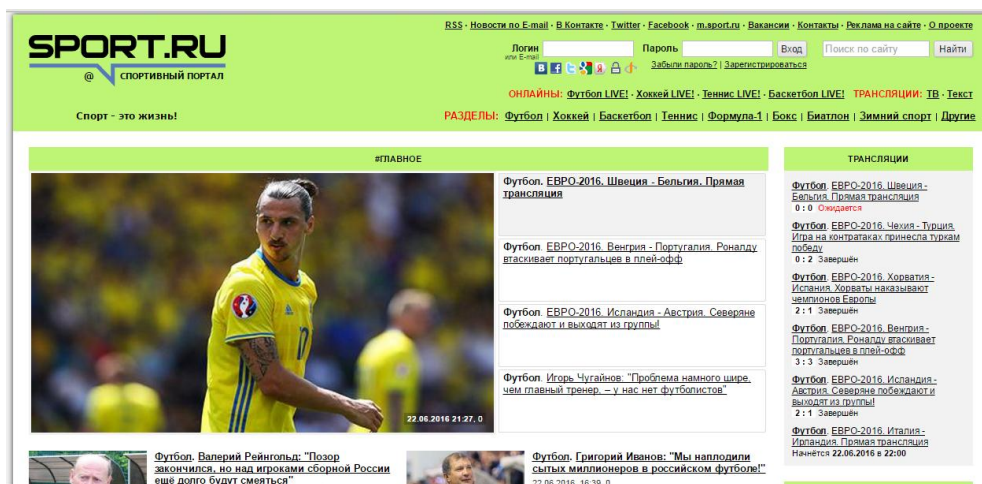 RSS · Новости по E-mail · В Контакте · Twitter · Facebook · m.sport.ru · Вакансии · Контакты · Реклама на сайте · О проекте
SPORT.RU
@ СПОРТИВНЫЙ ПОРТАЛ
Логин
или E-mail
Пароль
Вход
Поиск по сайту
Найти
Забыли пароль? | Зарегистрироваться
ОНЛАЙНЫ: Футбол LIVE! · Хоккей LIVE! · Теннис LIVE! · Баскетбол LIVE! ТРАНСЛЯЦИИ: ТВ · Текст
Спорт - это жизнь!
РАЗДЕЛЫ: Футбол | Хоккей | Баскетбол | Теннис | Формула-1 | Бокс | Биатлон | Зимний спорт | Другие
#ГЛАВНОЕ
Футбол. ЕВРО-2016. Швеция - Бельгия. Прямая
трансляция
Футбол. ЕВРО-2016. Венгрия - Португалия. Роналду
втаскивает португальцев в плей-офф
Футбол. ЕВРО-2016. Исландия - Австрия. Северяне
побеждают и выходят из группы!
Футбол. Игорь Чугайнов: "Проблема намного шире,
чем главный тренер, – у нас нет футболистов"
22.06.2016 21:27, 0
Футбол. Валерий Рейнгольд: "Позор
закончился, но над игроками сборной России
ещё долго будут смеяться"
Футбол. Григорий Иванов: "Мы наплодили
сытых миллионеров в российском футболе!"
22.06.2016, 16:39, 0
ТРАНСЛЯЦИИ
Футбол. ЕВРО-2016. Швеция -
Бельгия. Прямая трансляция
0 : 0 Ожидается
Футбол. ЕВРО-2016. Чехия - Турция.
Игра на контратаках принесла туркам
победу
0 : 2 Завершён
Футбол. ЕВРО-2016. Хорватия -
Испания. Хорваты наказывают
чемпионов Европы
2 : 1 Завершён
Футбол. ЕВРО-2016. Венгрия -
Португалия. Роналду втаскивает
португальцев в плей-офф
3 : 3 Завершён
Футбол. ЕВРО-2016. Исландия -
Австрия. Северяне побеждают и
выходят из группы!
2 : 1 Завершён
Футбол. ЕВРО-2016. Италия -
Ирландия. Прямая трансляция
Начнётся 22.06.2016 в 22:00